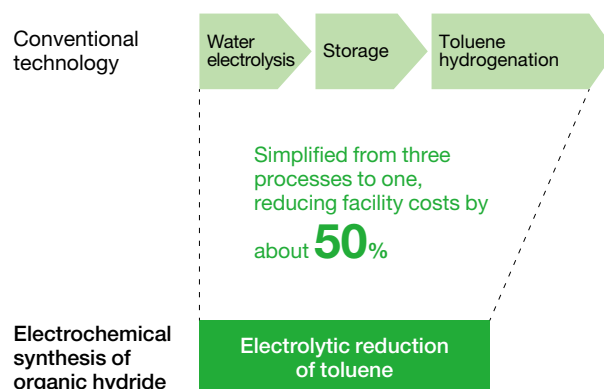 Conventional
technology
Water
electrolysis
Storage
Toluene
hydrogenation
Simplified from three
processes to one,
reducing facility costs by
about 50%
Electrochemical
synthesis of
organic hydride
Electrolytic reduction
of toluene